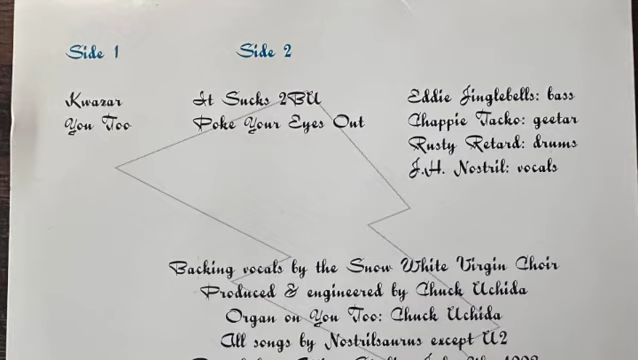 Side 1
Side 2
Kwazar
You Too
It Sucks 2BU
Poke Your Eyes Out
Eddie Jinglebells: bass
Chappie Tacko: geetar
Rusty Retard: drums
J.H. Nostril: vocals
Backing vocals by the Snow White Virgin Choir
Produced & engineered by Chuck Uchida
Organ on You Too: Chuck Uchida
All songs by Nostrilsaurus except U2